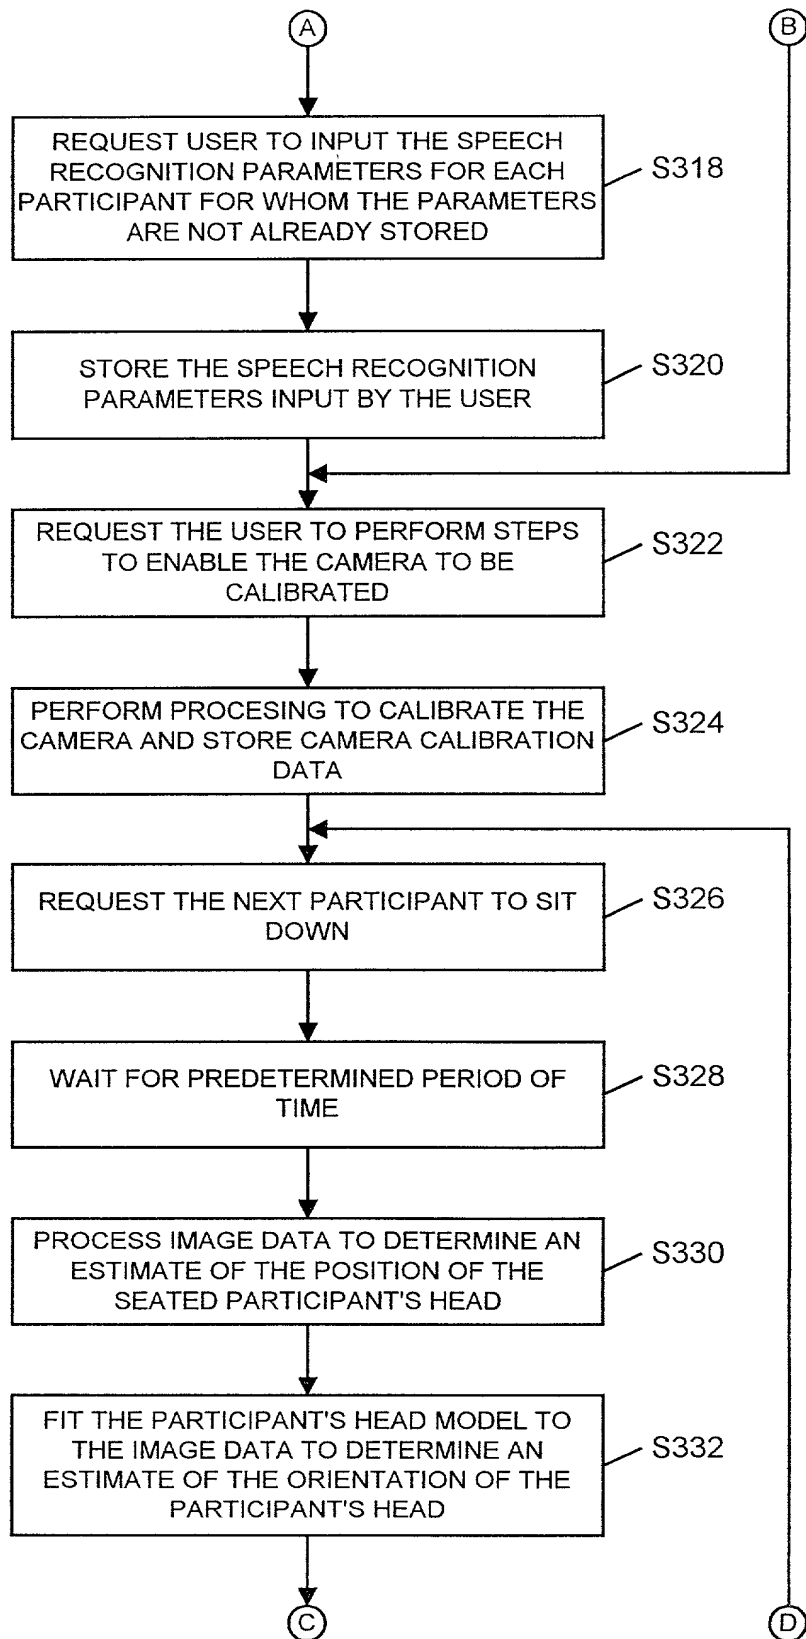 A
B
REQUEST USER TO INPUT THE SPEECH
RECOGNITION PARAMETERS FOR EACH
PARTICIPANT FOR WHOM THE PARAMETERS
ARE NOT ALREADY STORED
S318
STORE THE SPEECH RECOGNITION
PARAMETERS INPUT BY THE USER
S320
REQUEST THE USER TO PERFORM STEPS
TO ENABLE THE CAMERA TO BE
CALIBRATED
S322
PERFORM PROCESING TO CALIBRATE THE
CAMERA AND STORE CAMERA CALIBRATION
DATA
S324
REQUEST THE NEXT PARTICIPANT TO SIT
DOWN
S326
WAIT FOR PREDETERMINED PERIOD OF
TIME
S328
PROCESS IMAGE DATA TO DETERMINE AN
ESTIMATE OF THE POSITION OF THE
SEATED PARTICIPANT'S HEAD
S330
FIT THE PARTICIPANT'S HEAD MODEL TO
THE IMAGE DATA TO DETERMINE AN
ESTIMATE OF THE ORIENTATION OF THE
PARTICIPANT'S HEAD
S332
C
D